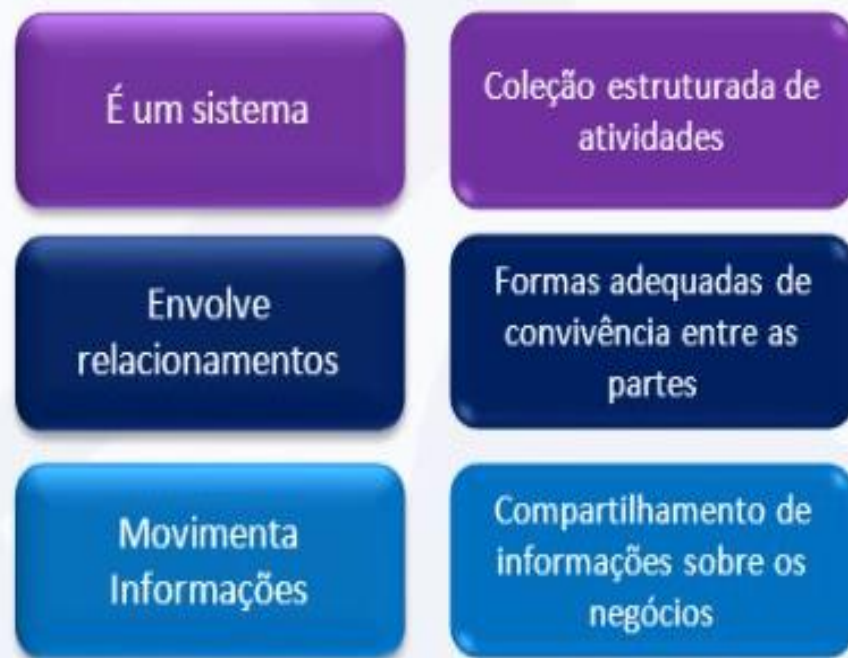 É um sistema
Coleção estruturada de
atividades
Envolve
relacionamentos
Formas adequadas de
convivência entre as
partes
Movimenta
Informações
Compartilhamento de
informações sobre os
negócios